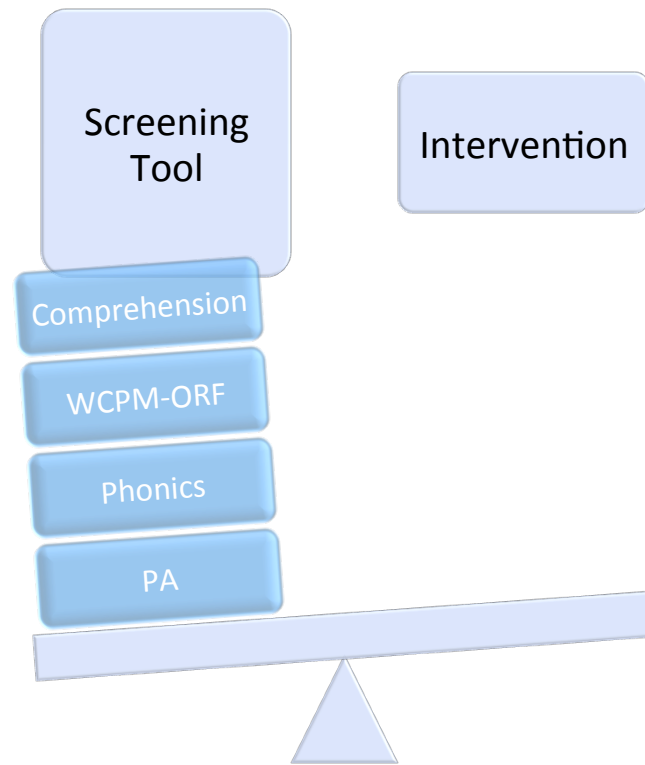 Screening
Tool
Intervention
Comprehension
WCPM-ORF
Phonics
PA